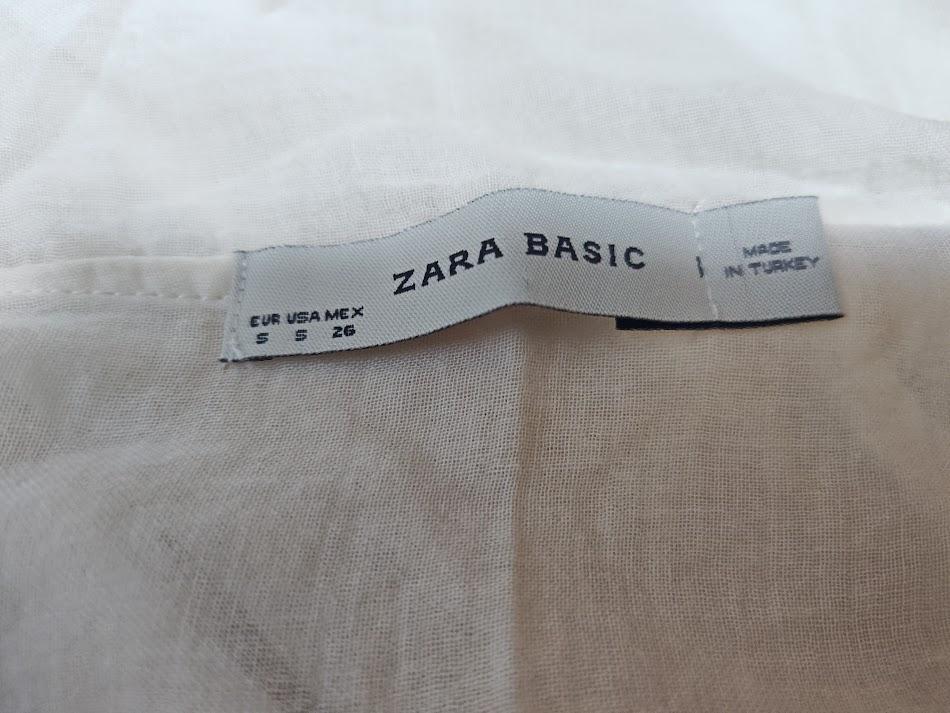 ZARA BASIC
EUR USA MEX
S S 26
MADE
IN TURKEY